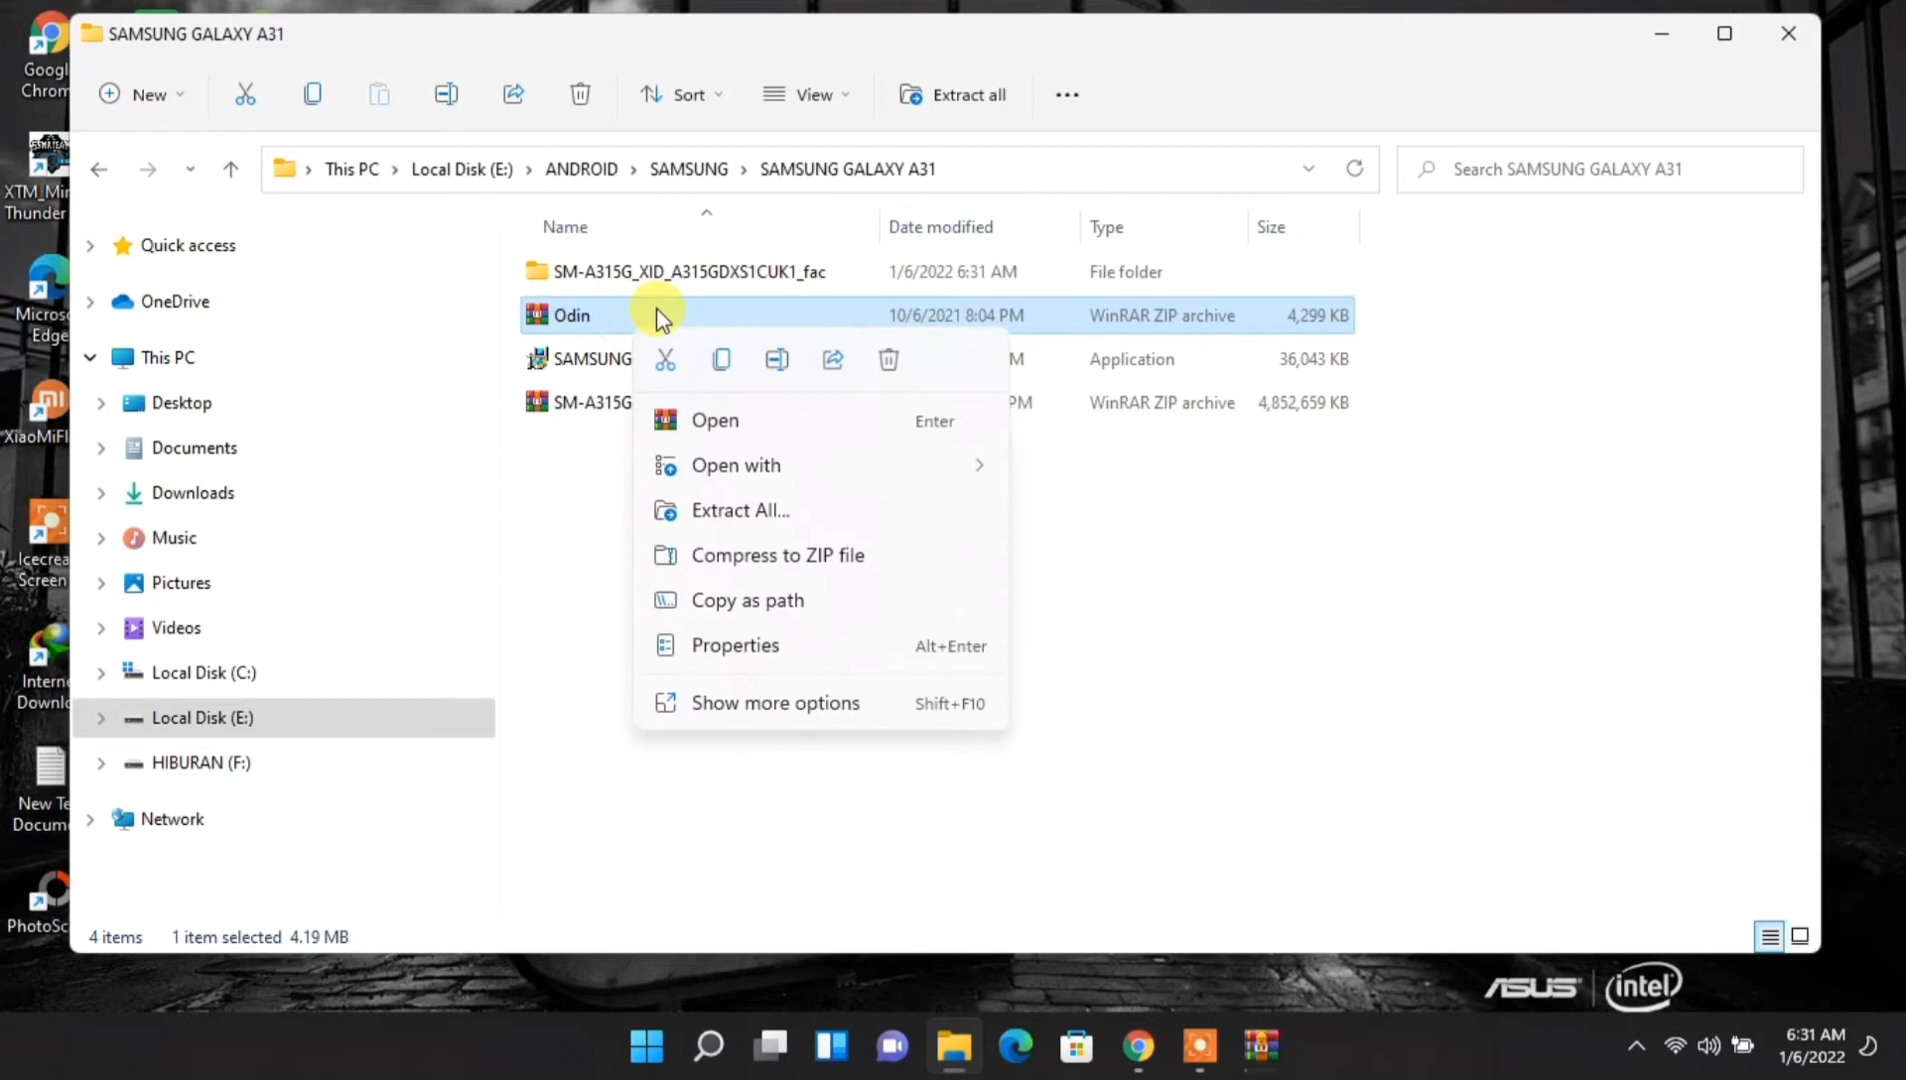 SAMSUNG GALAXY A31
New
Sort
View
Extract all
This PC
Local Disk (E:)
ANDROID
SAMSUNG
SAMSUNG GALAXY A31
Search SAMSUNG GALAXY A31
Name
Date modified
Type
Size
SM-A315G_XID_A315GDXS1CUK1_fac
1/6/2022 6:31 AM
File folder
Odin
10/6/2021 8:04 PM
WinRAR ZIP archive
4,299 KB
SAMSUNG
M
Application
36,043 KB
SM-A315G
PM
WinRAR ZIP archive
4,852,659 KB
Open
Enter
Open with
Extract All...
Compress to ZIP file
Copy as path
Properties
Alt+Enter
Show more options
Shift+F10
Quick access
OneDrive
This PC
Desktop
Documents
Downloads
Music
Pictures
Videos
Local Disk (C:)
Local Disk (E:)
HIBURAN (F:)
Network
4 items
1 item selected 4.19 MB
Googl
Chrom
XTM_Mir
Thunder
Micros
Edge
XiaoMiFl
Icecrea
Screen
Interne
Downlo
New Te
Docum
PhotoSc
ASUS
intel
6:31 AM
1/6/2022